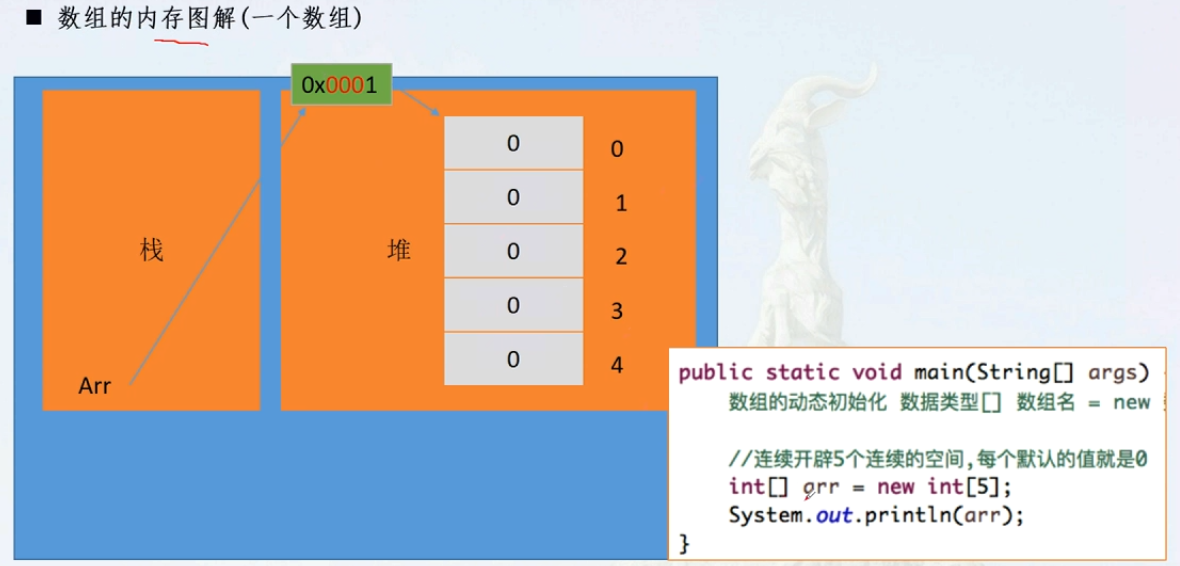 ■ 数组的内存图解(一个数组)
0x0001
0 0
0 1
栈 堆 0 2
0 3
0 4
Arr
public static void main(String[] args)
数组的动态初始化 数据类型[] 数组名 = new
//连续开辟5个连续的空间,每个默认的值就是0
int[] arr = new int[5];
System.out.println(arr);
}